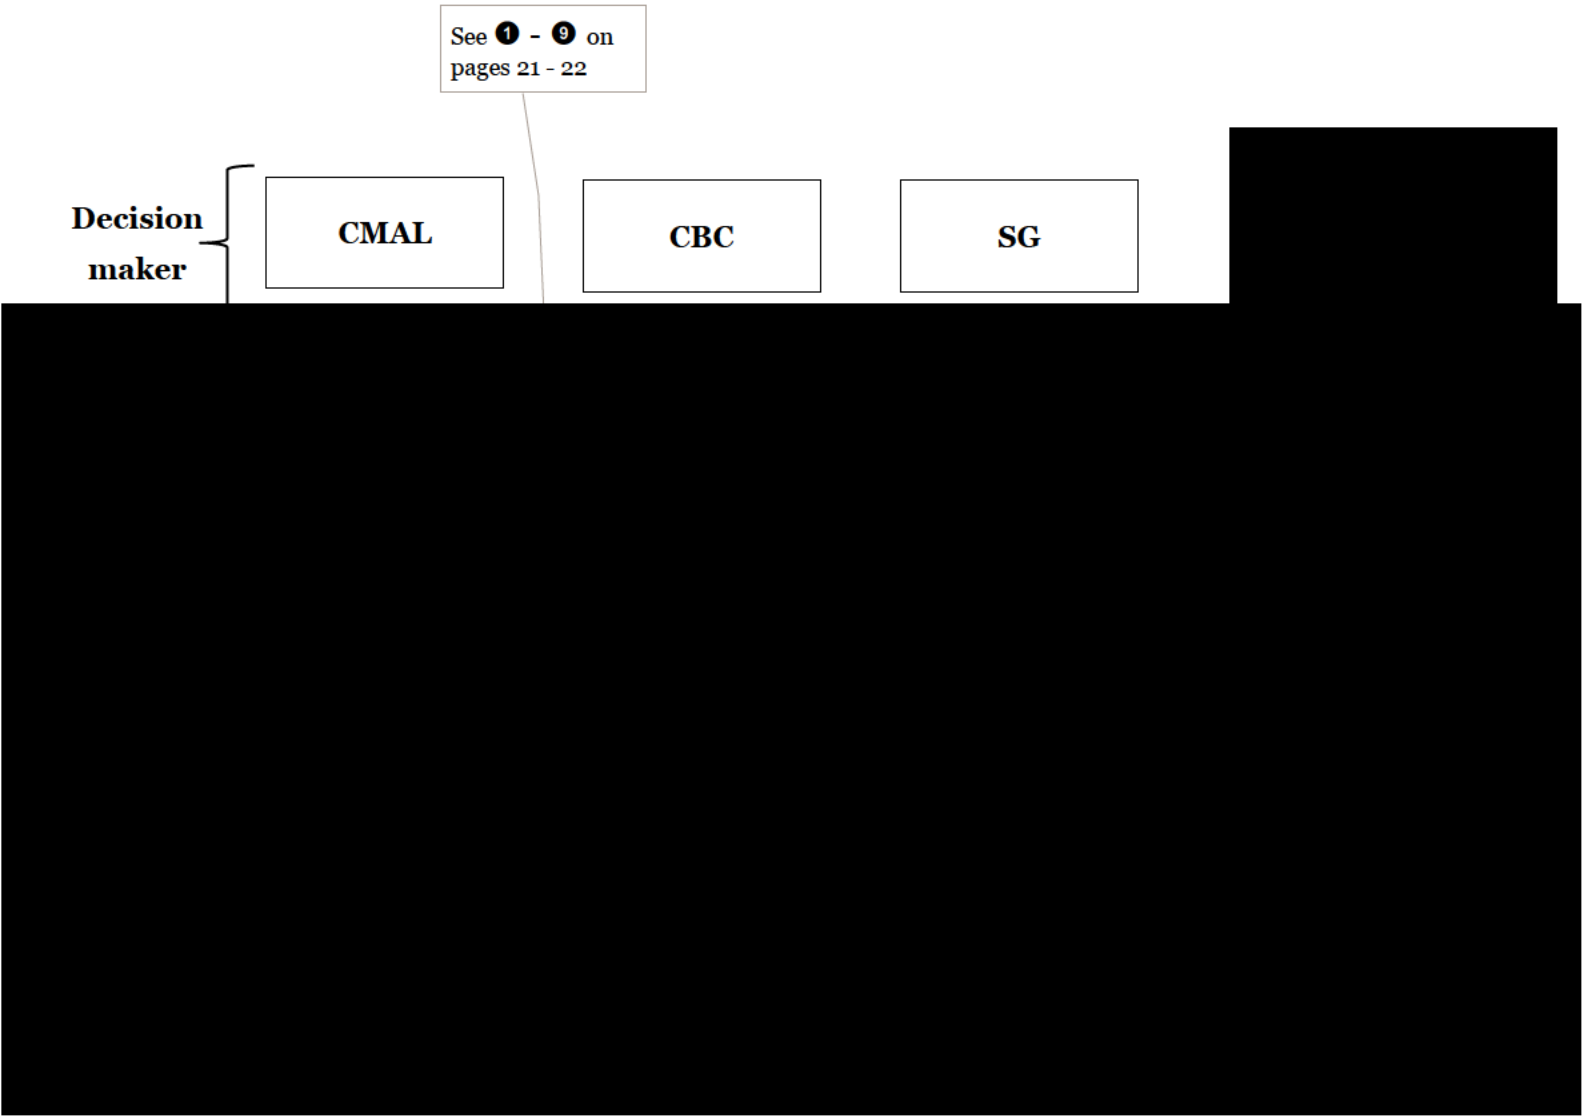 See ❶ - ❾ on
pages 21 - 22
Decision
maker
CMAL
CBC
SG